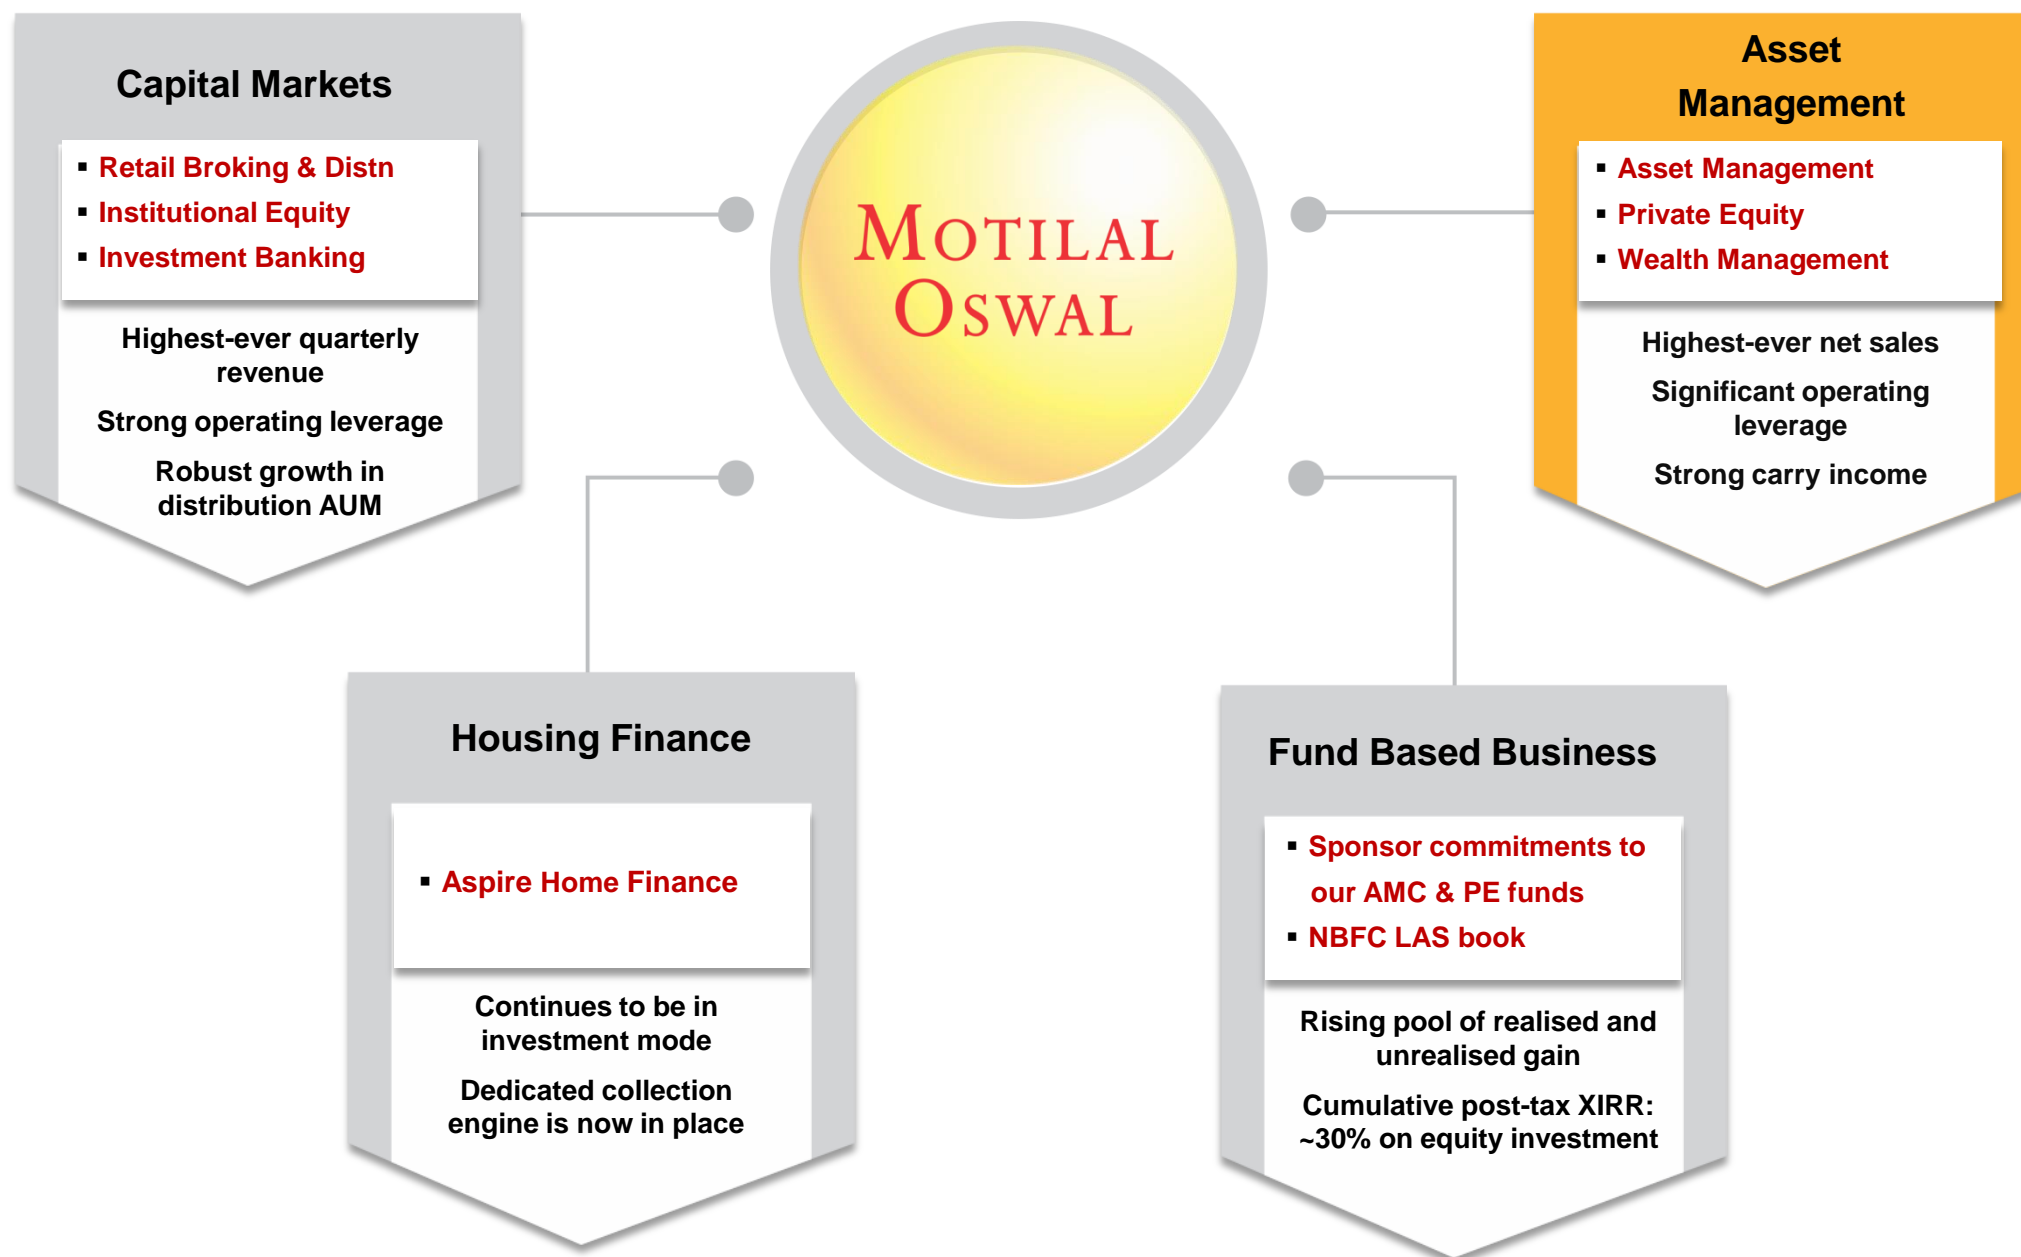 Capital Markets
▪ Retail Broking & Distn
▪ Institutional Equity
▪ Investment Banking
Highest-ever quarterly
revenue
Strong operating leverage
Robust growth in
distribution AUM
MOTILAL
OSWAL
Asset
Management
▪ Asset Management
▪ Private Equity
▪ Wealth Management
Highest-ever net sales
Significant operating
leverage
Strong carry income
Housing Finance
▪ Aspire Home Finance
Continues to be in
investment mode
Dedicated collection
engine is now in place
Fund Based Business
▪ Sponsor commitments to
our AMC & PE funds
▪ NBFC LAS book
Rising pool of realised and
unrealised gain
Cumulative post-tax XIRR:
~30% on equity investment